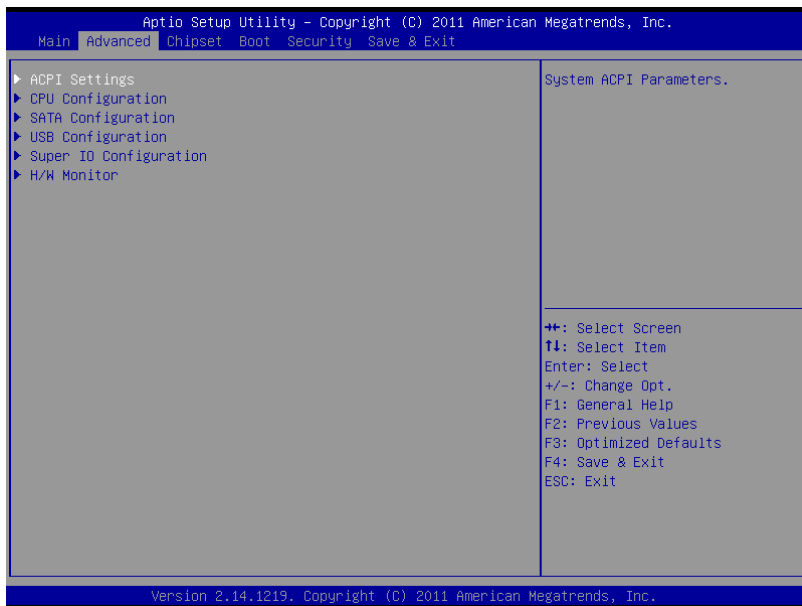 Aptio Setup Utility – Copyright (C) 2011 American Megatrends, Inc.
Main Advanced Chipset Boot Security Save & Exit
▶ ACPI Settings
▶ CPU Configuration
▶ SATA Configuration
▶ USB Configuration
▶ Super IO Configuration
▶ H/W Monitor
System ACPI Parameters.
→←: Select Screen
↑↓: Select Item
Enter: Select
+/-: Change Opt.
F1: General Help
F2: Previous Values
F3: Optimized Defaults
F4: Save & Exit
ESC: Exit
Version 2.14.1219. Copyright (C) 2011 American Megatrends, Inc.